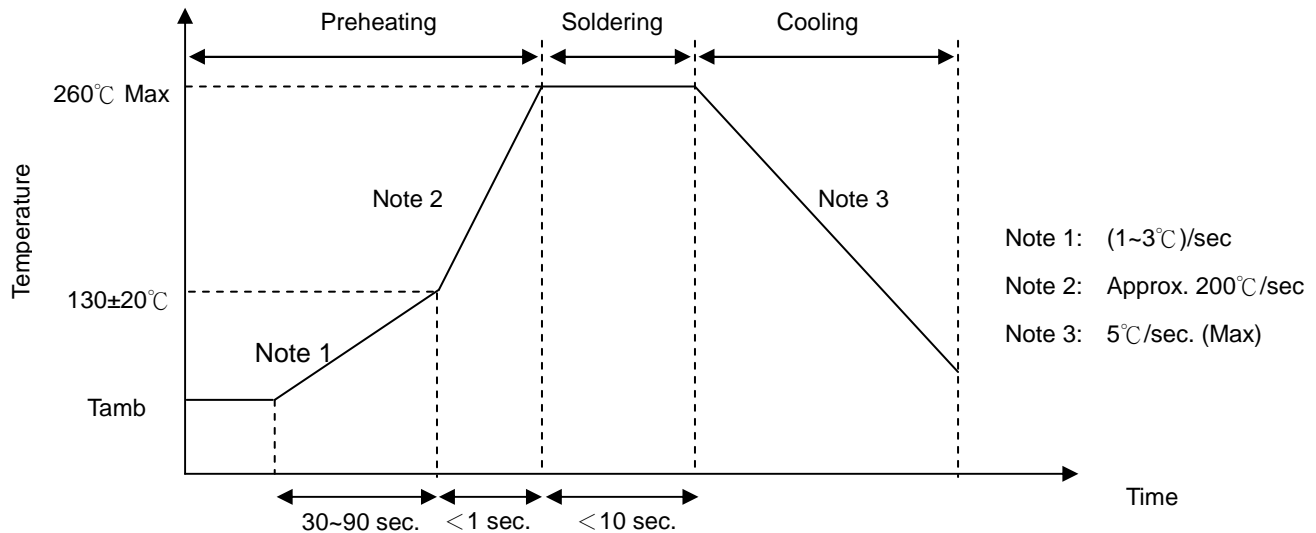 Preheating Soldering Cooling
260℃ Max
Temperature
Note 2
Note 3
Note 1: (1~3℃)/sec
Note 2: Approx. 200℃/sec
130±20℃
Note 3: 5℃/sec. (Max)
Note 1
Tamb
Time
30~90 sec. <1 sec. <10 sec.